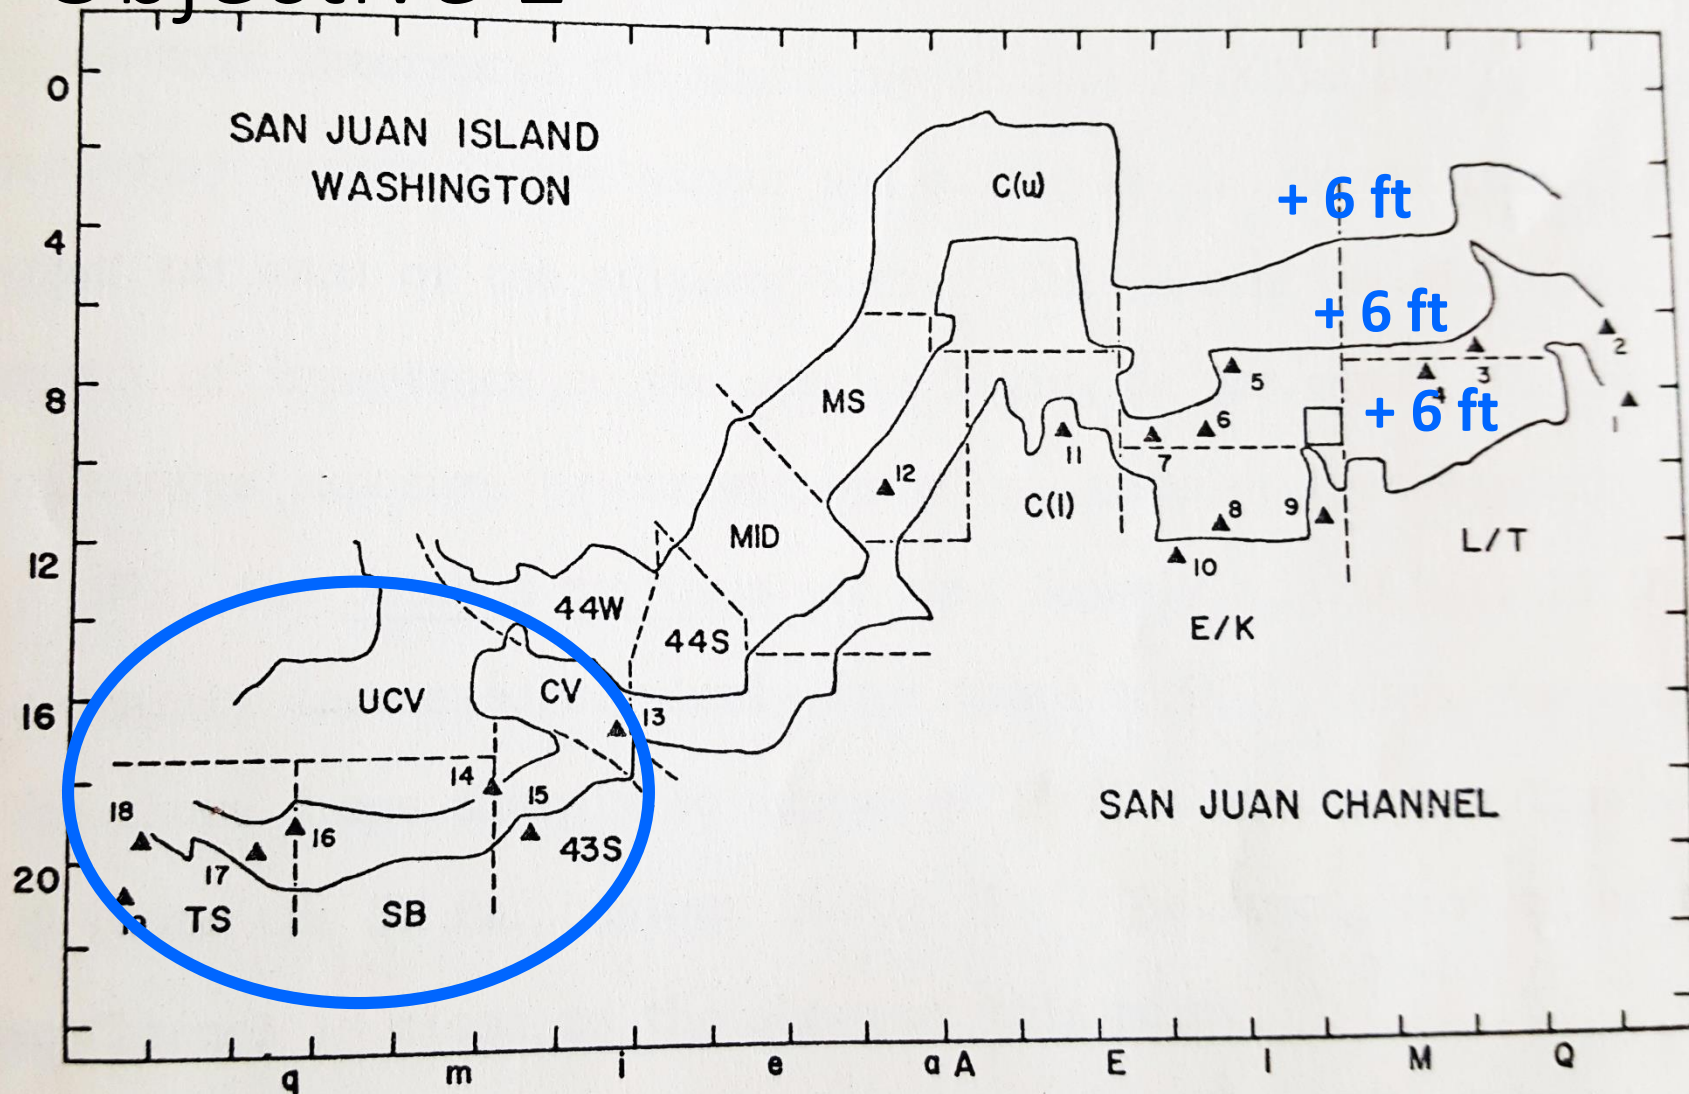 0
SAN JUAN ISLAND
WASHINGTON
C(u)
+ 6 ft
4
+ 6 ft
2
3
5
4
8
MS
+ 6 ft
1
6
7
11
12
C(l)
8
9
MID
L/T
12
10
44W
44S
E/K
UCV
CV
13
16
14
15
SAN JUAN CHANNEL
18
16
43S
17
20
TS
SB
q
m
i
e
a
A
E
I
M
Q